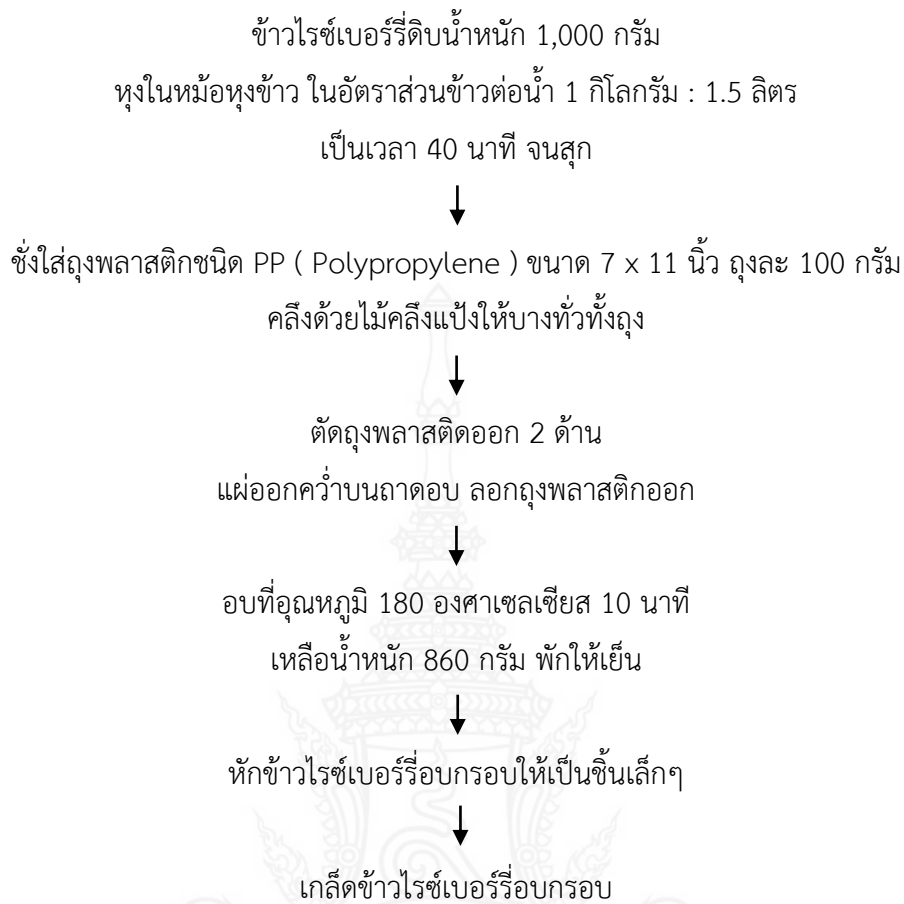 ข้าวไรซ์เบอร์รี่ดิบน้ำหนัก 1,000 กรัม
หุงในหม้อหุงข้าว ในอัตราส่วนข้าวต่อน้ำ 1 กิโลกรัม : 1.5 ลิตร
เป็นเวลา 40 นาที จนสุก
ชั่งใส่ถุงพลาสติกชนิด PP ( Polypropylene ) ขนาด 7 x 11 นิ้ว ถุงละ 100 กรัม
คลึงด้วยไม้คลึงแป้งให้บางทั่วทั้งถุง
ตัดถุงพลาสติดออก 2 ด้าน
แผ่ออกคว่ำบนถาดอบ ลอกถุงพลาสติกออก
อบที่อุณหภูมิ 180 องศาเซลเซียส 10 นาที
เหลือน้ำหนัก 860 กรัม พักให้เย็น
หักข้าวไรซ์เบอร์รี่อบกรอบให้เป็นชิ้นเล็กๆ
เกล็ดข้าวไรซ์เบอร์รี่อบกรอบ